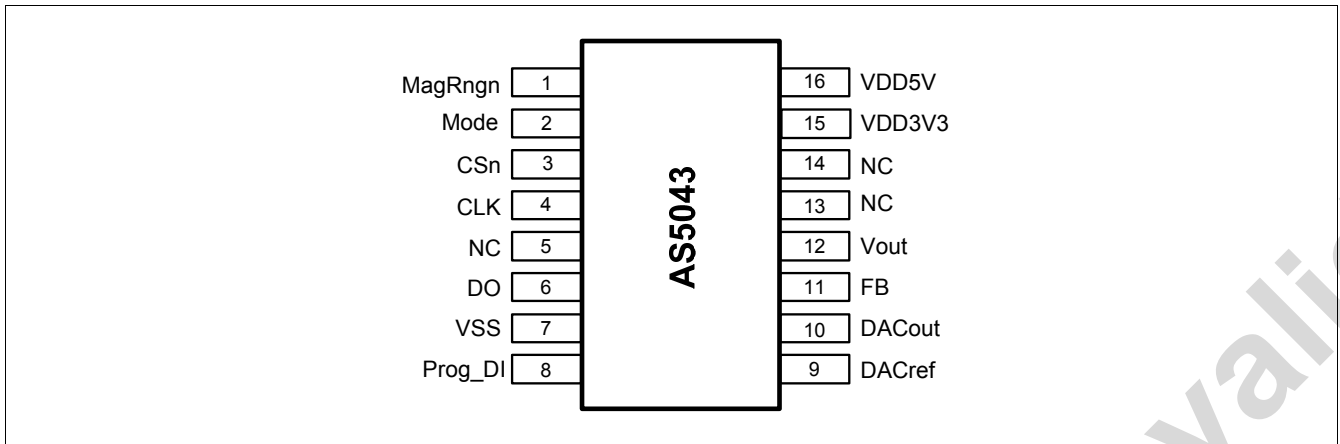 MagRngn 1
Mode 2
CSn 3
CLK 4
NC 5
DO 6
VSS 7
Prog_DI 8
AS5043
16 VDD5V
15 VDD3V3
14 NC
13 NC
12 Vout
11 FB
10 DACout
9 DACref